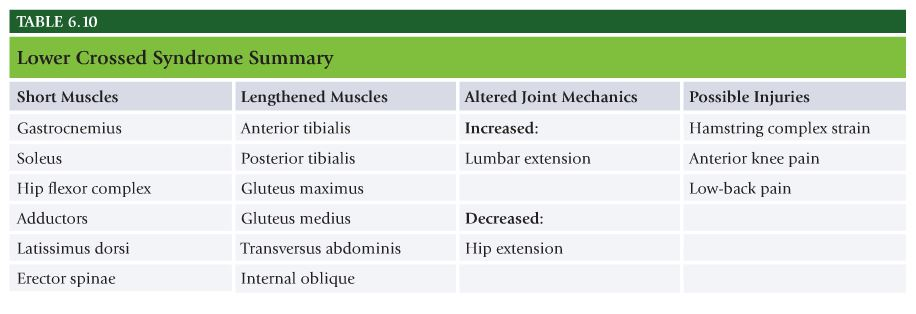 TABLE 6.10
Lower Crossed Syndrome Summary
Short Muscles Lengthened Muscles Altered Joint Mechanics Possible Injuries
Gastrocnemius Anterior tibialis Increased: Hamstring complex strain
Soleus Posterior tibialis Lumbar extension Anterior knee pain
Hip flexor complex Gluteus maximus Low-back pain
Adductors Gluteus medius Decreased:
Latissimus dorsi Transversus abdominis Hip extension
Erector spinae Internal oblique